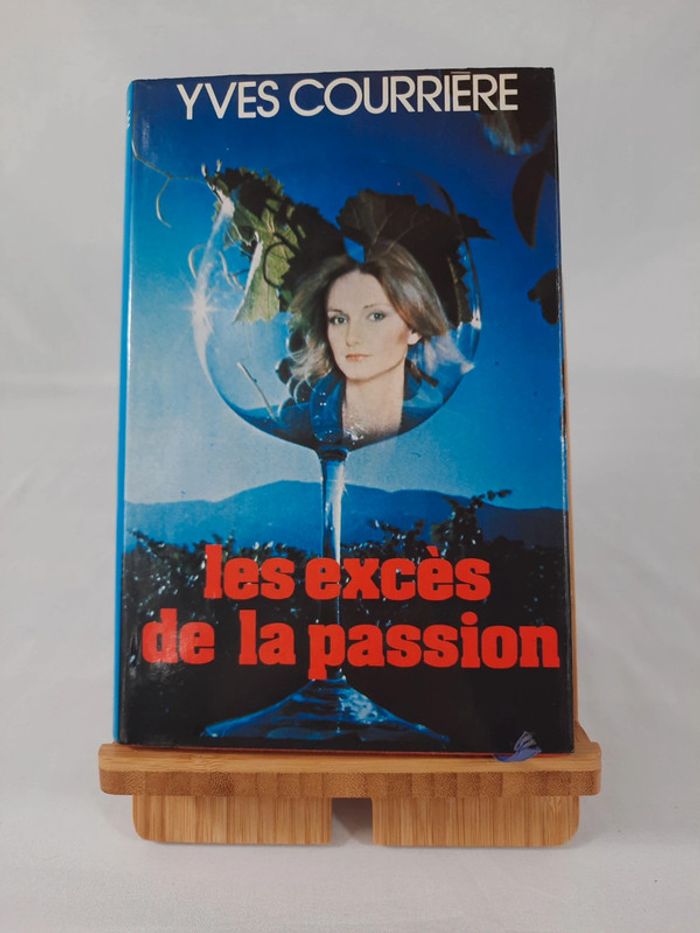 YVES COURRIÈRE
les excès
de la passion